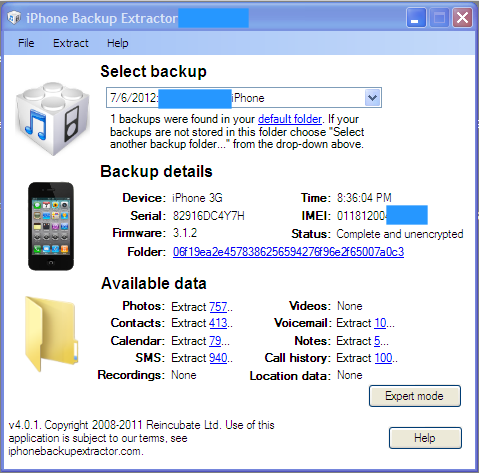 iPhone Backup Extractor
File Extract Help
Select backup
7/6/2012: iPhone
1 backups were found in your default folder. If your
backups are not stored in this folder choose "Select
another backup folder..." from the drop-down above.
Backup details
Device: iPhone 3G Time: 8:36:04 PM
Serial: 82916DC4Y7H IMEI: 01181200
Firmware: 3.1.2 Status: Complete and unencrypted
Folder: 06f19ea2e4578386256594276f96e2f65007a0c3
Available data
Photos: Extract 757.. Videos: None
Contacts: Extract 413.. Voicemail: Extract 10...
Calendar: Extract 79... Notes: Extract 5...
SMS: Extract 940.. Call history: Extract 100..
Recordings: None Location data: None
Expert mode
v4.0.1. Copyright 2008-2011 Reincubate Ltd. Use of this
application is subject to our terms, see
iphonebackupextractor.com.
Help